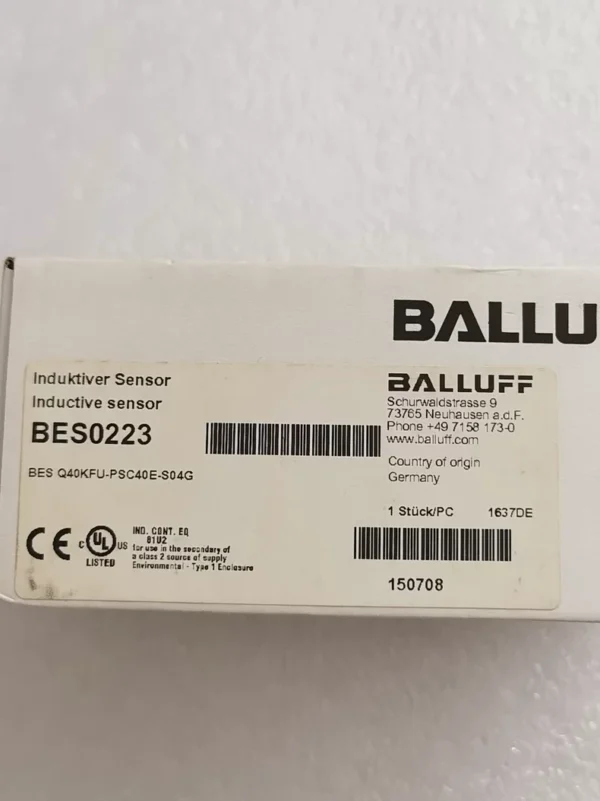 BALLU
Induktiver Sensor
Inductive sensor
BES0223
BES Q40KFU-PSC40E-S04G
BALLUFF
Schurwaldstrasse 9
73765 Neuhausen a.d.F.
Phone +49 7158 173-0
www.balluff.com
Country of origin
Germany
1 Stück/PC 1637DE
150708
CE
C UL US
LISTED
IND. CONT. EQ
81U2
for use in the secondary of
a class 2 source of supply
Environmental - Type 1 Enclosure